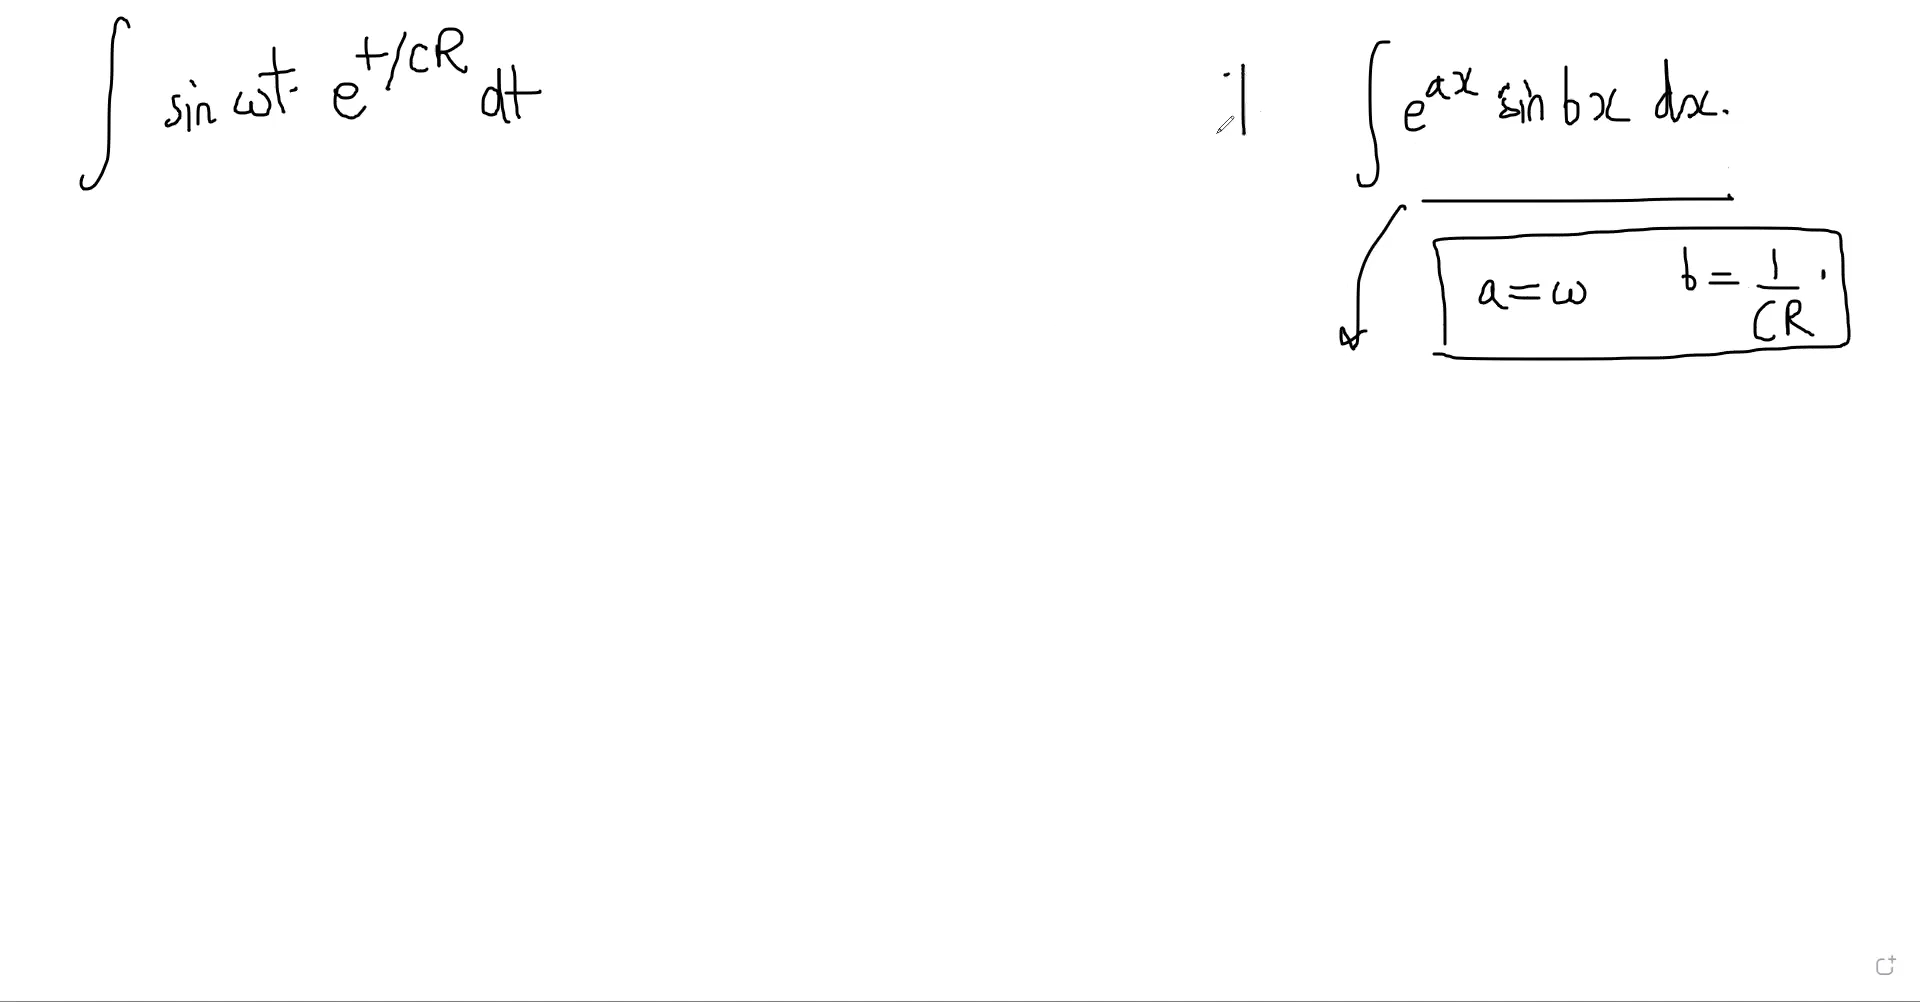 ∫ sin ωt e^{t/CR} dt
I ∫ e^{ax} sin bx dx.
a = ω b = 1/CR .